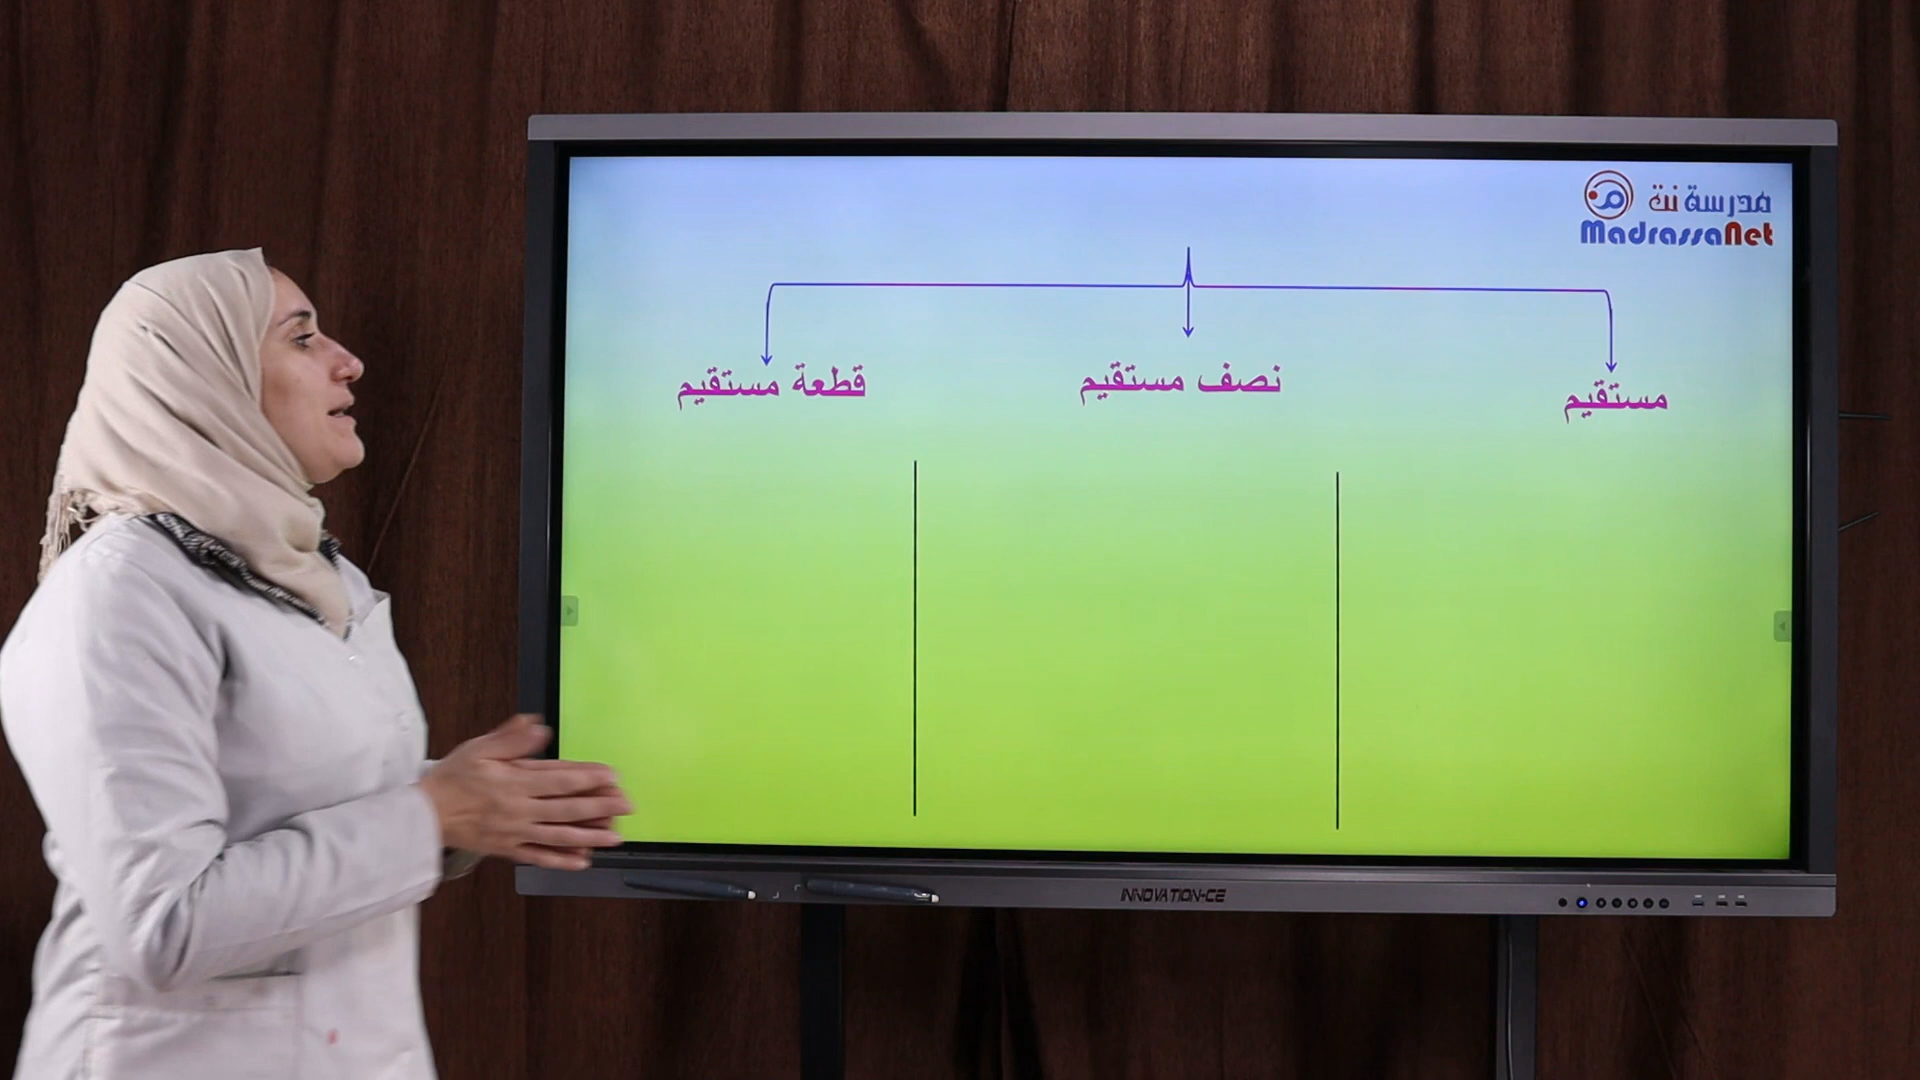 مدرسة نت
MadrassaNet
مستقيم
نصف مستقيم
قطعة مستقيم
INNOVATION-CE